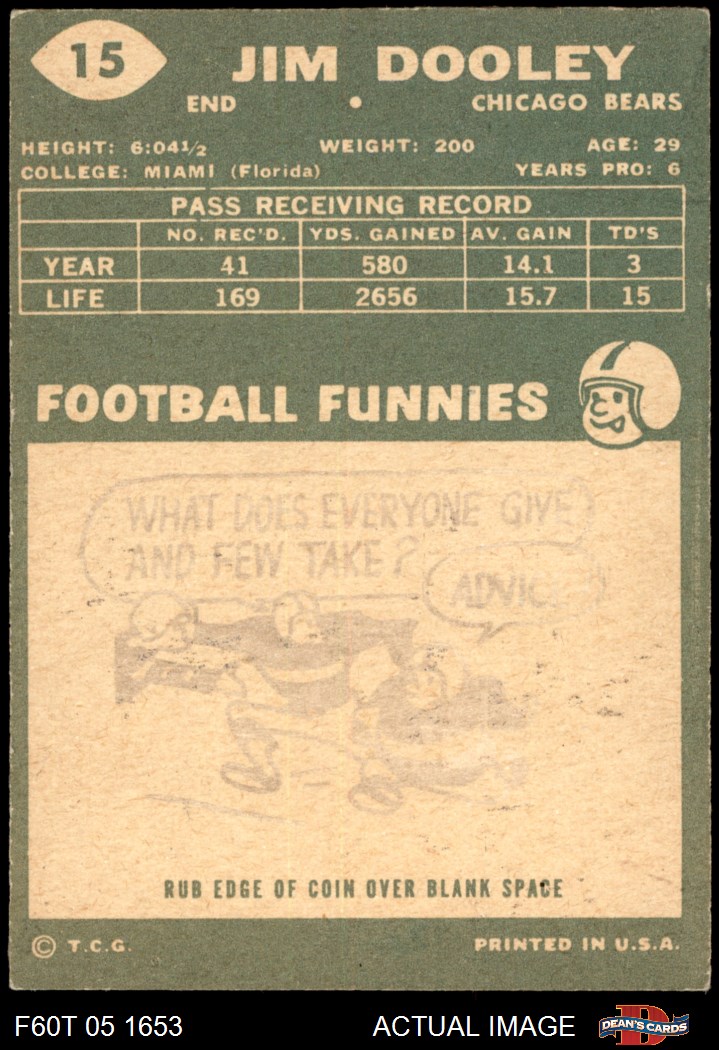 15
JIM DOOLEY
END • CHICAGO BEARS
HEIGHT: 6:04½ WEIGHT: 200 AGE: 29
COLLEGE: MIAMI (Florida) YEARS PRO: 6
PASS RECEIVING RECORD
NO. REC'D. YDS. GAINED AV. GAIN TD'S
YEAR 41 580 14.1 3
LIFE 169 2656 15.7 15
FOOTBALL FUNNIES
WHAT DOES EVERYONE GIVE
AND FEW TAKE?
RUB EDGE OF COIN OVER BLANK SPACE
© T.C.G. PRINTED IN U.S.A.
F60T 05 1653 ACTUAL IMAGE DEAN'S CARDS